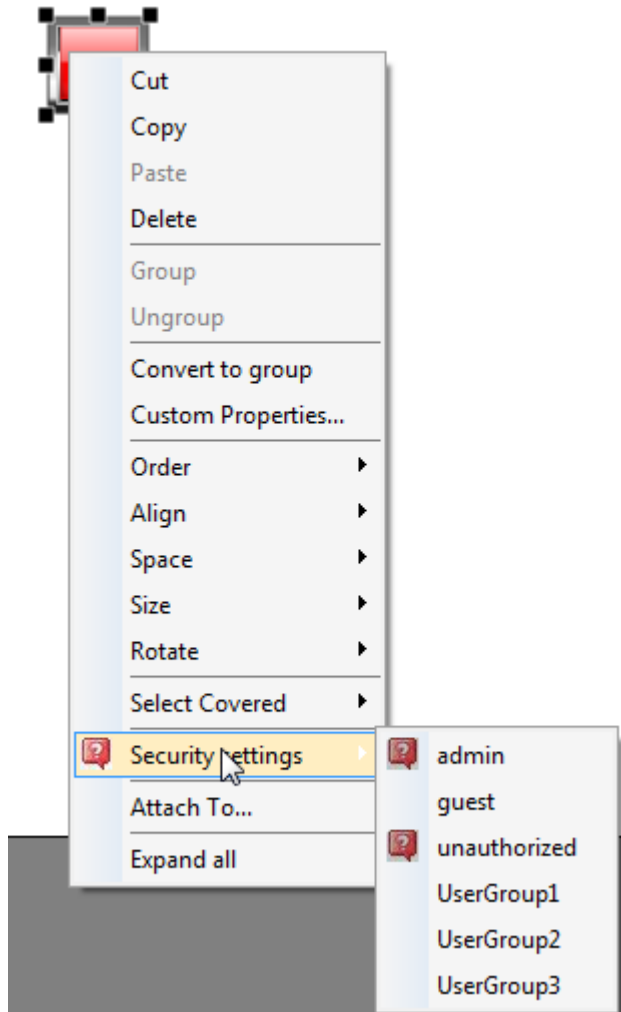 Cut
Copy
Paste
Delete
Group
Ungroup
Convert to group
Custom Properties...
Order
Align
Space
Size
Rotate
Select Covered
Security settings
Attach To...
Expand all
admin
guest
unauthorized
UserGroup1
UserGroup2
UserGroup3